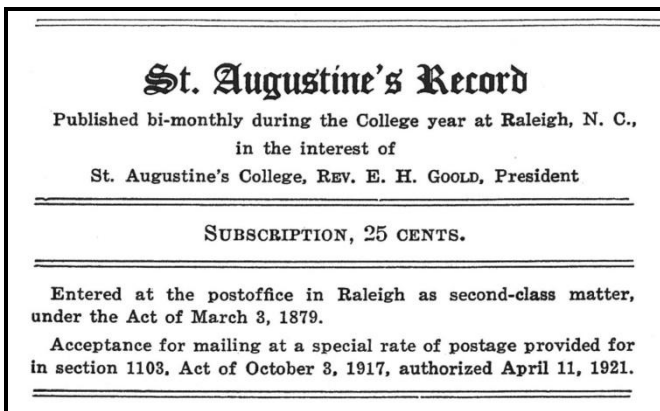 St. Augustine's Record
Published bi-monthly during the College year at Raleigh, N. C.,
in the interest of
St. Augustine's College, REV. E. H. GOOLD, President
SUBSCRIPTION, 25 CENTS.
Entered at the postoffice in Raleigh as second-class matter,
under the Act of March 3, 1879.
Acceptance for mailing at a special rate of postage provided for
in section 1103, Act of October 3, 1917, authorized April 11, 1921.